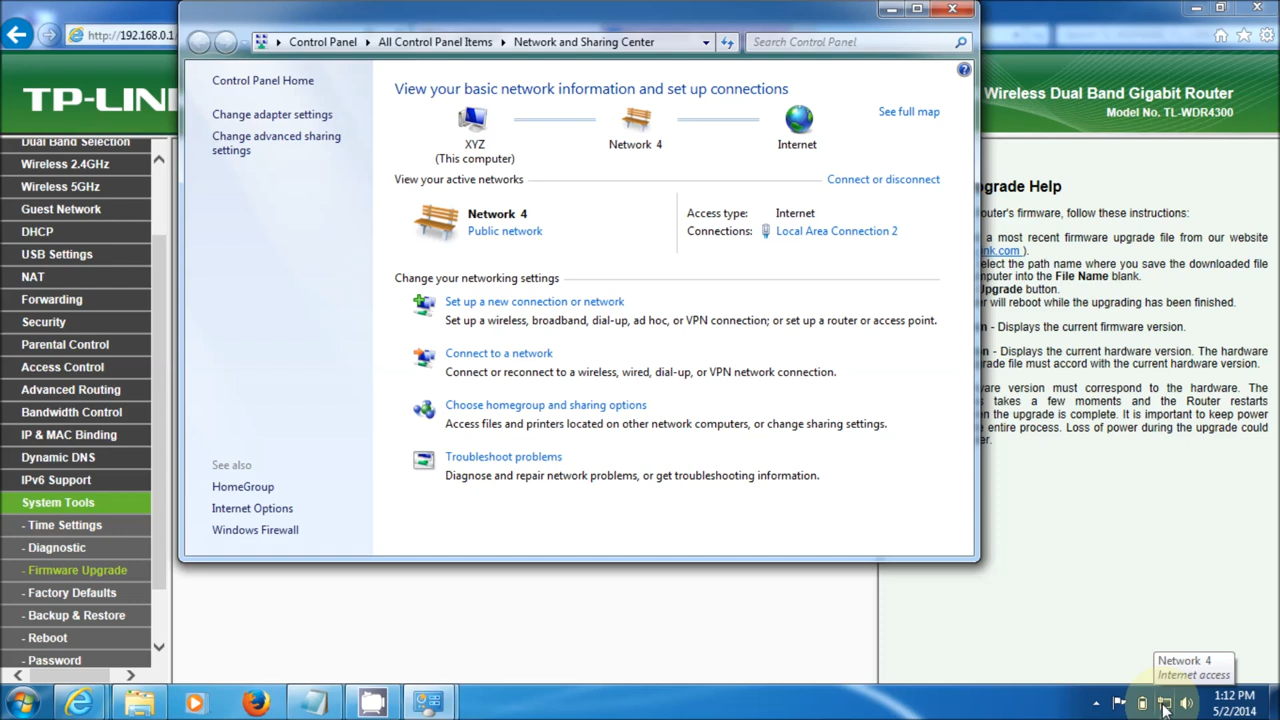 http://192.168.0.1
Control Panel
All Control Panel Items
Network and Sharing Center
Search Control Panel
TP-LIN
Wireless Dual Band Gigabit Router
Model No. TL-WDR4300
Dual Band Selection
Wireless 2.4GHz
Wireless 5GHz
Guest Network
DHCP
USB Settings
NAT
Forwarding
Security
Parental Control
Access Control
Advanced Routing
Bandwidth Control
IP & MAC Binding
Dynamic DNS
IPv6 Support
System Tools
- Time Settings
- Diagnostic
- Firmware Upgrade
- Factory Defaults
- Backup & Restore
- Reboot
- Password
Control Panel Home
Change adapter settings
Change advanced sharing
settings
See also
HomeGroup
Internet Options
Windows Firewall
View your basic network information and set up connections
See full map
XYZ
(This computer)
Network 4
Internet
View your active networks
Connect or disconnect
Network 4
Public network
Access type: Internet
Connections: Local Area Connection 2
Change your networking settings
Set up a new connection or network
Set up a wireless, broadband, dial-up, ad hoc, or VPN connection; or set up a router or access point.
Connect to a network
Connect or reconnect to a wireless, wired, dial-up, or VPN network connection.
Choose homegroup and sharing options
Access files and printers located on other network computers, or change sharing settings.
Troubleshoot problems
Diagnose and repair network problems, or get troubleshooting information.
grade Help
outer's firmware, follow these instructions:
a most recent firmware upgrade file from our website
nk.com ).
elect the path name where you save the downloaded file
mputer into the File Name blank.
pgrade button.
er will reboot while the upgrading has been finished.
n - Displays the current firmware version.
on - Displays the current hardware version. The hardware
rade file must accord with the current hardware version.
ware version must correspond to the hardware. The
s takes a few moments and the Router restarts
n the upgrade is complete. It is important to keep power
e entire process. Loss of power during the upgrade could
er.
Network 4
Internet access
1:12 PM
5/2/2014